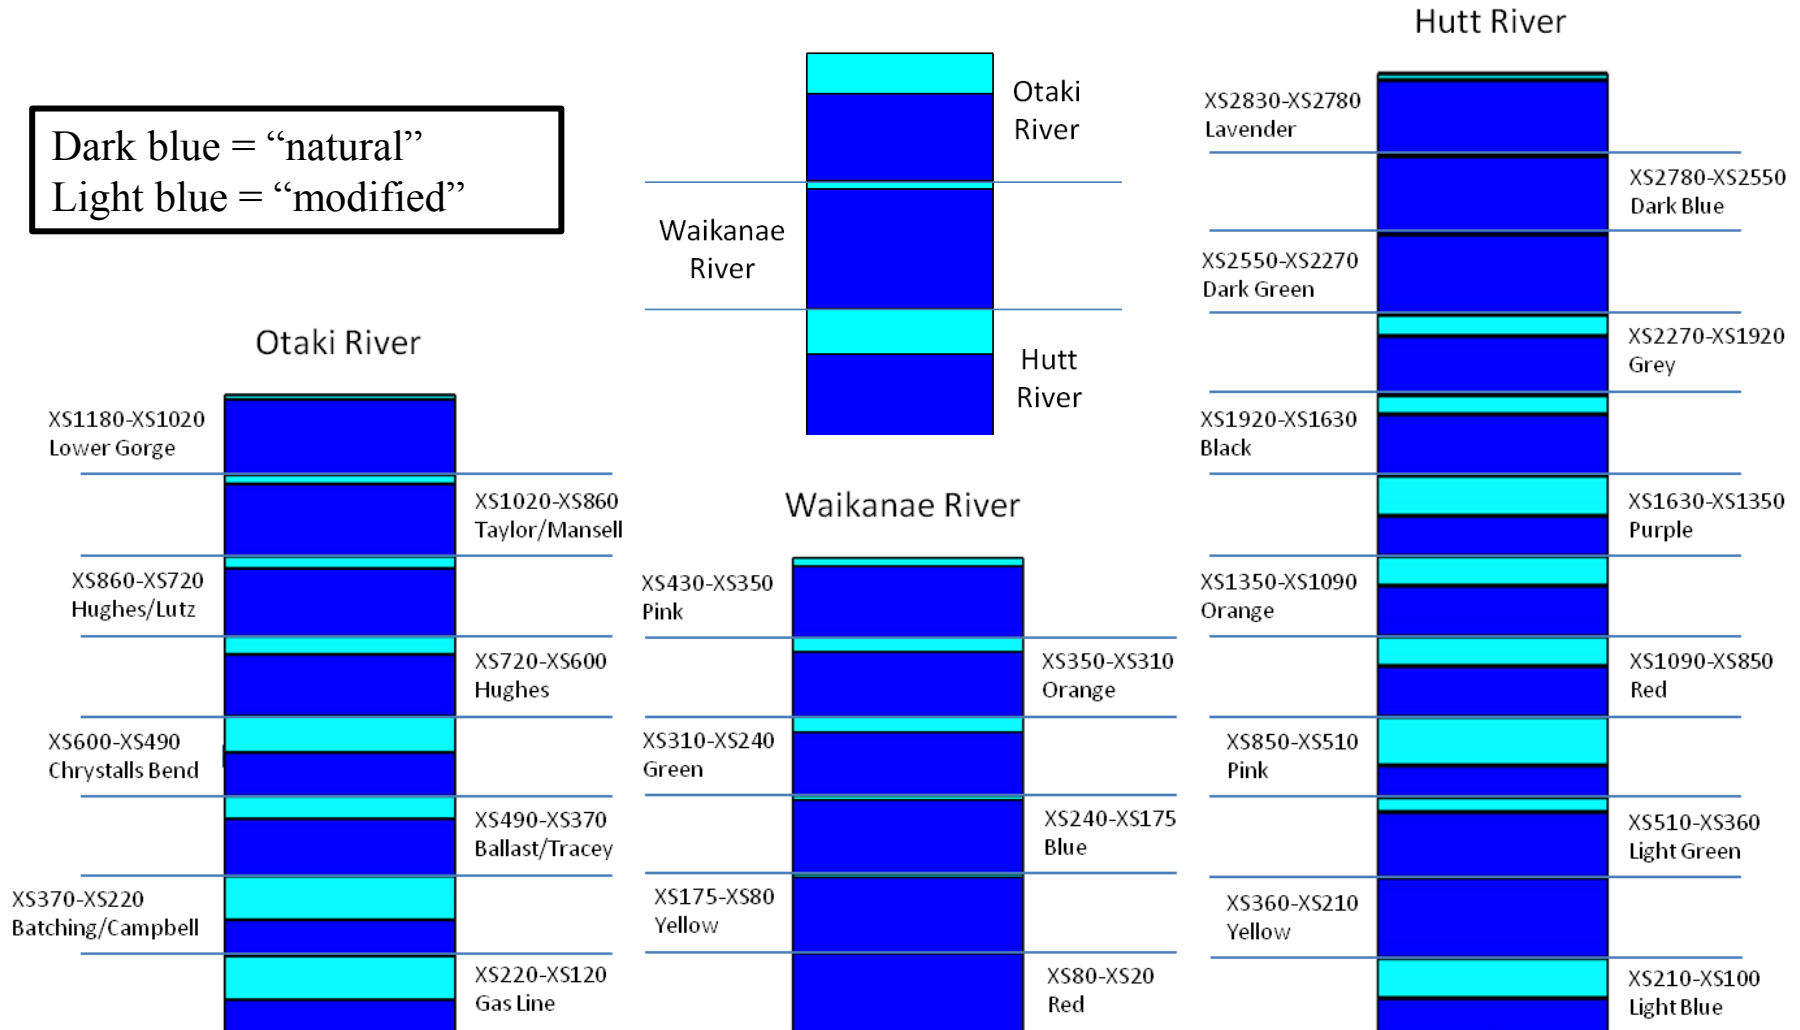 Dark blue = “natural”
Light blue = “modified”
Otaki
River
Waikanae
River
Hutt
River
Otaki River
XS1180-XS1020
Lower Gorge
XS1020-XS860
Taylor/Mansell
XS860-XS720
Hughes/Lutz
XS720-XS600
Hughes
XS600-XS490
Chrystalls Bend
XS490-XS370
Ballast/Tracey
XS370-XS220
Batching/Campbell
XS220-XS120
Gas Line
Waikanae River
XS430-XS350
Pink
XS350-XS310
Orange
XS310-XS240
Green
XS240-XS175
Blue
XS175-XS80
Yellow
XS80-XS20
Red
Hutt River
XS2830-XS2780
Lavender
XS2780-XS2550
Dark Blue
XS2550-XS2270
Dark Green
XS2270-XS1920
Grey
XS1920-XS1630
Black
XS1630-XS1350
Purple
XS1350-XS1090
Orange
XS1090-XS850
Red
XS850-XS510
Pink
XS510-XS360
Light Green
XS360-XS210
Yellow
XS210-XS100
Light Blue